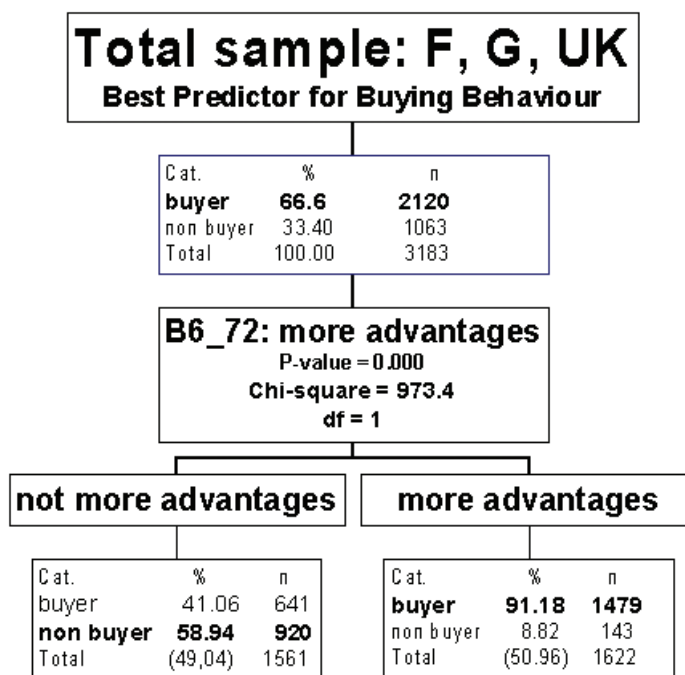 Total sample: F, G, UK
Best Predictor for Buying Behaviour
Cat. % n
buyer 66.6 2120
non buyer 33.40 1063
Total 100.00 3183
B6_72: more advantages
P-value = 0.000
Chi-square = 973.4
df = 1
not more advantages
Cat. % n
buyer 41.06 641
non buyer 58.94 920
Total (49,04) 1561
more advantages
Cat. % n
buyer 91.18 1479
non buyer 8.82 143
Total (50.96) 1622